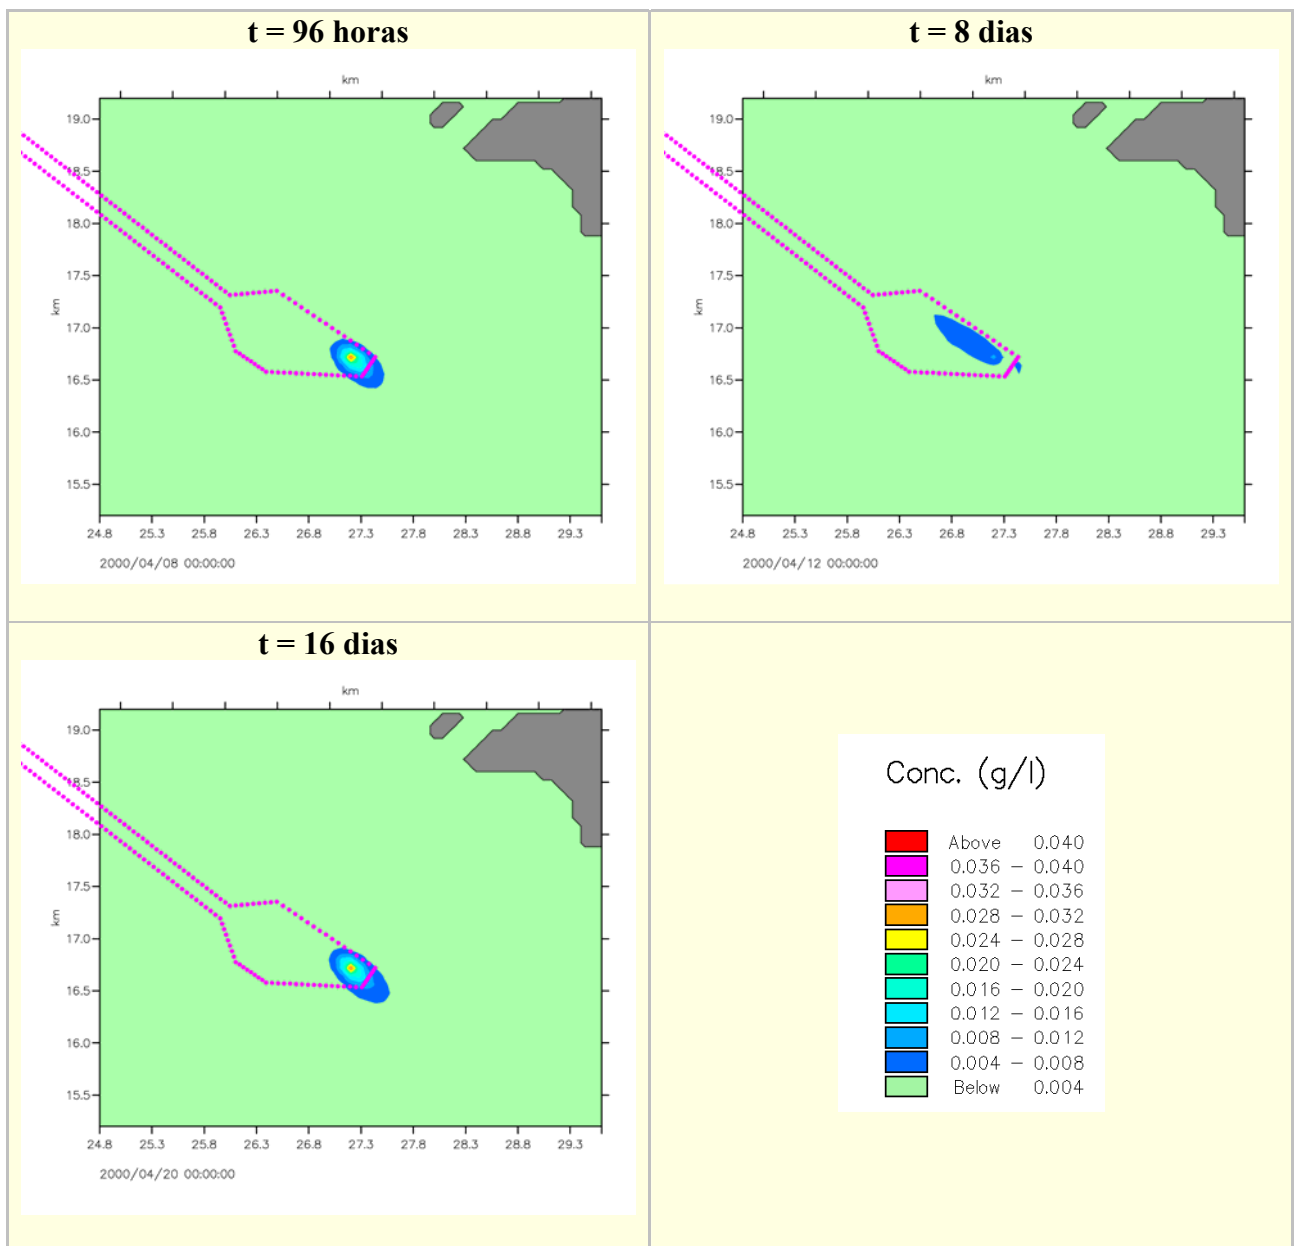 t = 96 horas
km
19.0
18.5
18.0
17.5
17.0
16.5
16.0
15.5
km
24.8 25.3 25.8 26.3 26.8 27.3 27.8 28.3 28.8 29.3
2000/04/08 00:00:00
t = 8 dias
km
19.0
18.5
18.0
17.5
17.0
16.5
16.0
15.5
km
24.8 25.3 25.8 26.3 26.8 27.3 27.8 28.3 28.8 29.3
2000/04/12 00:00:00
t = 16 dias
km
19.0
18.5
18.0
17.5
17.0
16.5
16.0
15.5
km
24.8 25.3 25.8 26.3 26.8 27.3 27.8 28.3 28.8 29.3
2000/04/20 00:00:00
Conc. (g/l)
Above 0.040
0.036 – 0.040
0.032 – 0.036
0.028 – 0.032
0.024 – 0.028
0.020 – 0.024
0.016 – 0.020
0.012 – 0.016
0.008 – 0.012
0.004 – 0.008
Below 0.004